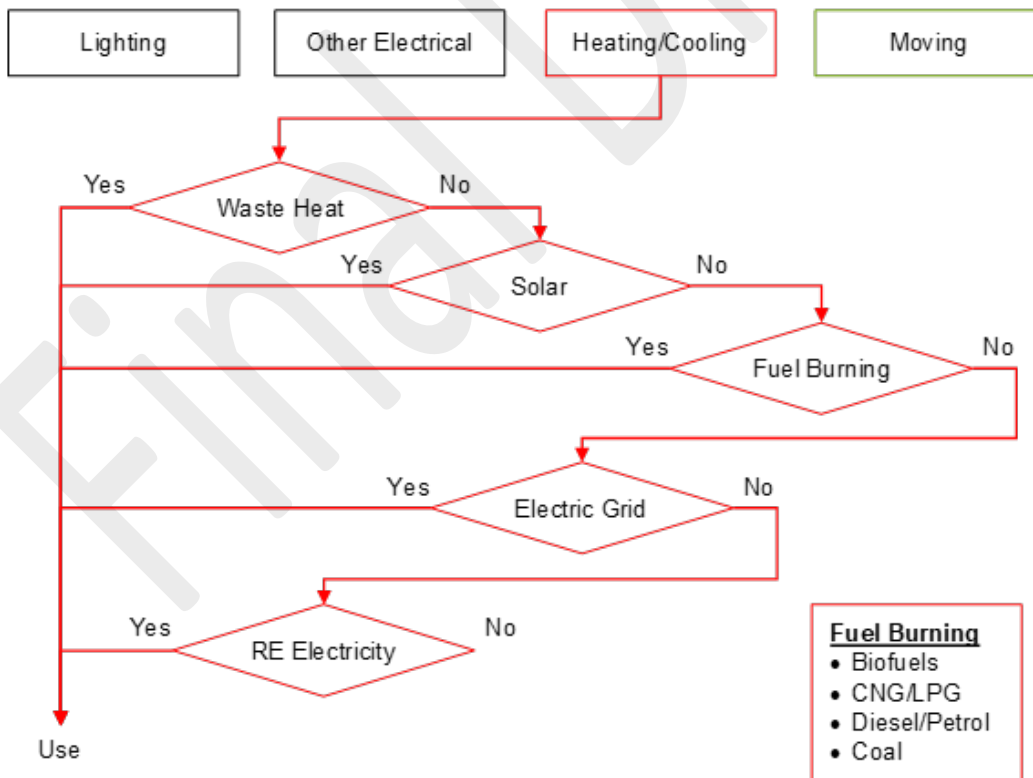 Lighting
Other Electrical
Heating/Cooling
Moving
Yes
No
Waste Heat
Yes
No
Solar
Yes
No
Fuel Burning
Yes
No
Electric Grid
Yes
No
RE Electricity
Fuel Burning
• Biofuels
• CNG/LPG
• Diesel/Petrol
• Coal
Use
Final